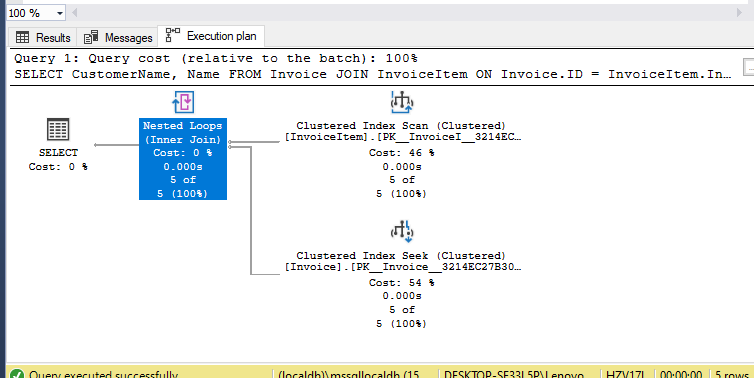 100 %
Results Messages Execution plan
Query 1: Query cost (relative to the batch): 100%
SELECT CustomerName, Name FROM Invoice JOIN InvoiceItem ON Invoice.ID = InvoiceItem.In…
SELECT
Cost: 0 %
Nested Loops
(Inner Join)
Cost: 0 %
0.000s
5 of
5 (100%)
Clustered Index Scan (Clustered)
[InvoiceItem].[PK__InvoiceI__3214EC…
Cost: 46 %
0.000s
5 of
5 (100%)
Clustered Index Seek (Clustered)
[Invoice].[PK__Invoice__3214EC27B30…
Cost: 54 %
0.000s
5 of
5 (100%)
Query executed successfully. (localdb)\mssqllocaldb (15 … 00:00:00 5 rows